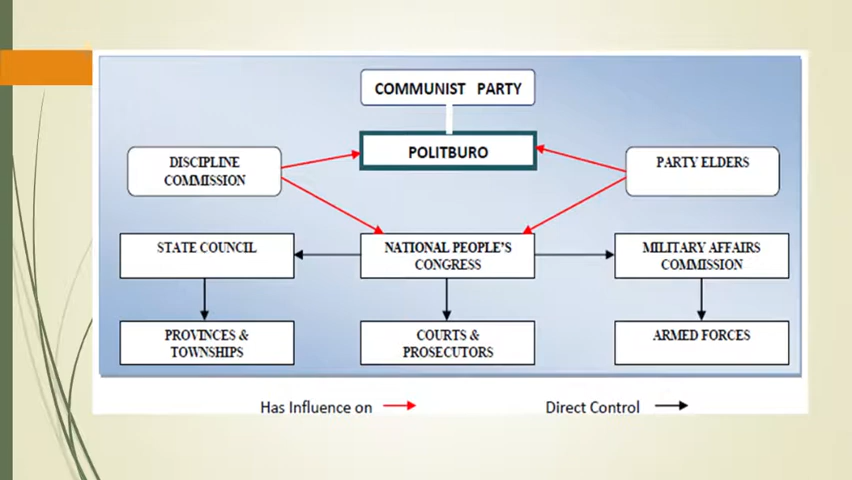 COMMUNIST PARTY
POLITBURO
DISCIPLINE
COMMISSION
PARTY ELDERS
STATE COUNCIL
NATIONAL PEOPLE'S
CONGRESS
MILITARY AFFAIRS
COMMISSION
PROVINCES &
TOWNSHIPS
COURTS &
PROSECUTORS
ARMED FORCES
Has Influence on
Direct Control